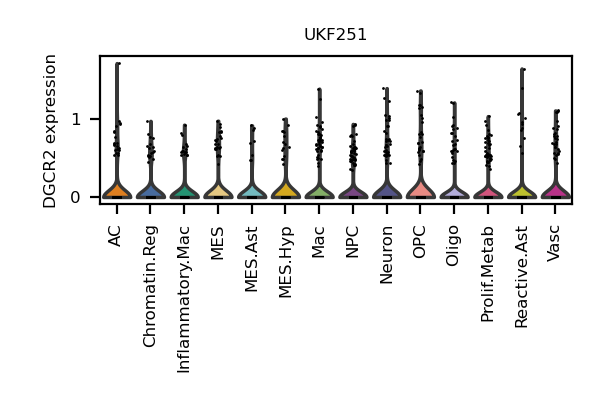 UKF251
DGCR2 expression
1
0
AC
Chromatin.Reg
Inflammatory.Mac
MES
MES.Ast
MES.Hyp
Mac
NPC
Neuron
OPC
Oligo
Prolif.Metab
Reactive.Ast
Vasc